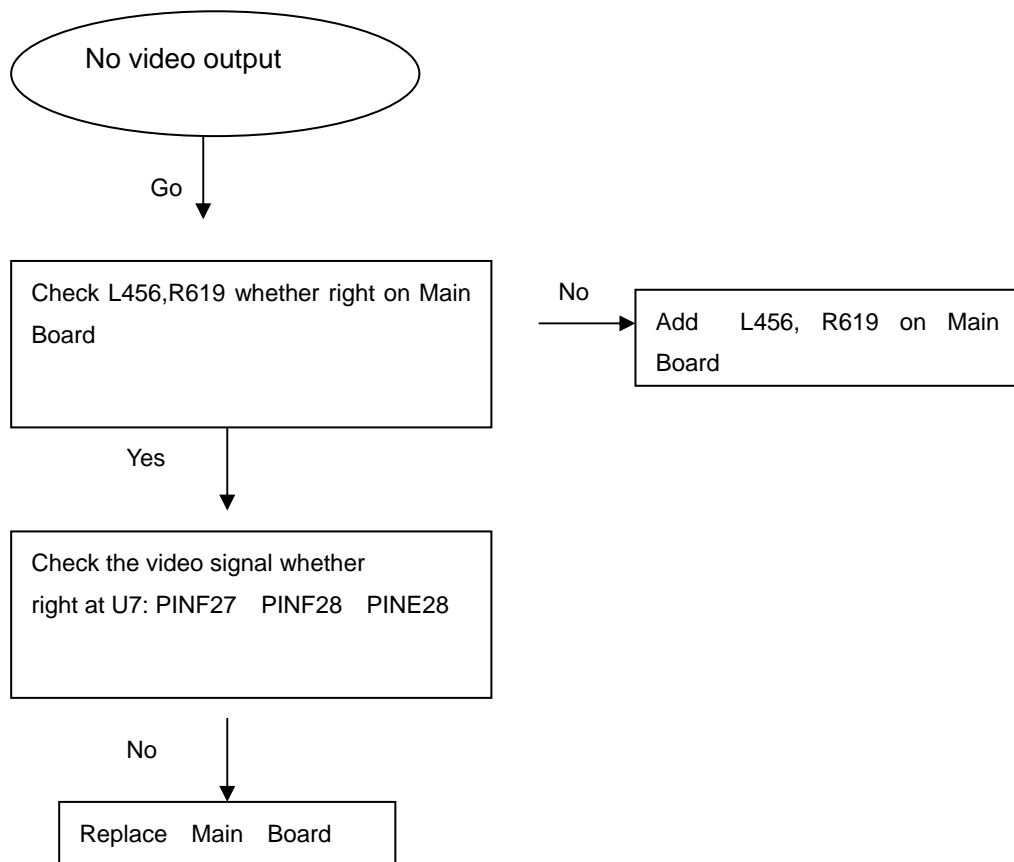 No video output
Go
Check L456,R619 whether right on Main
Board
No
Add L456, R619 on Main
Board
Yes
Check the video signal whether
right at U7: PINF27 PINF28 PINE28
No
Replace Main Board